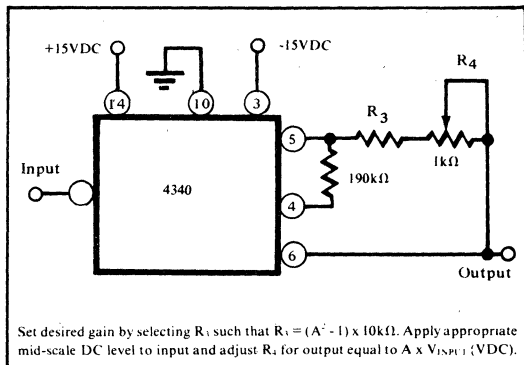 +15VDC
-15VDC
R4
14
10
3
R3
5
1kΩ
Input
4340
190kΩ
4
6
Output
Set desired gain by selecting R3 such that R3 = (A² - 1) x 10kΩ. Apply appropriate
mid-scale DC level to input and adjust R4 for output equal to A x VINPUT (VDC).